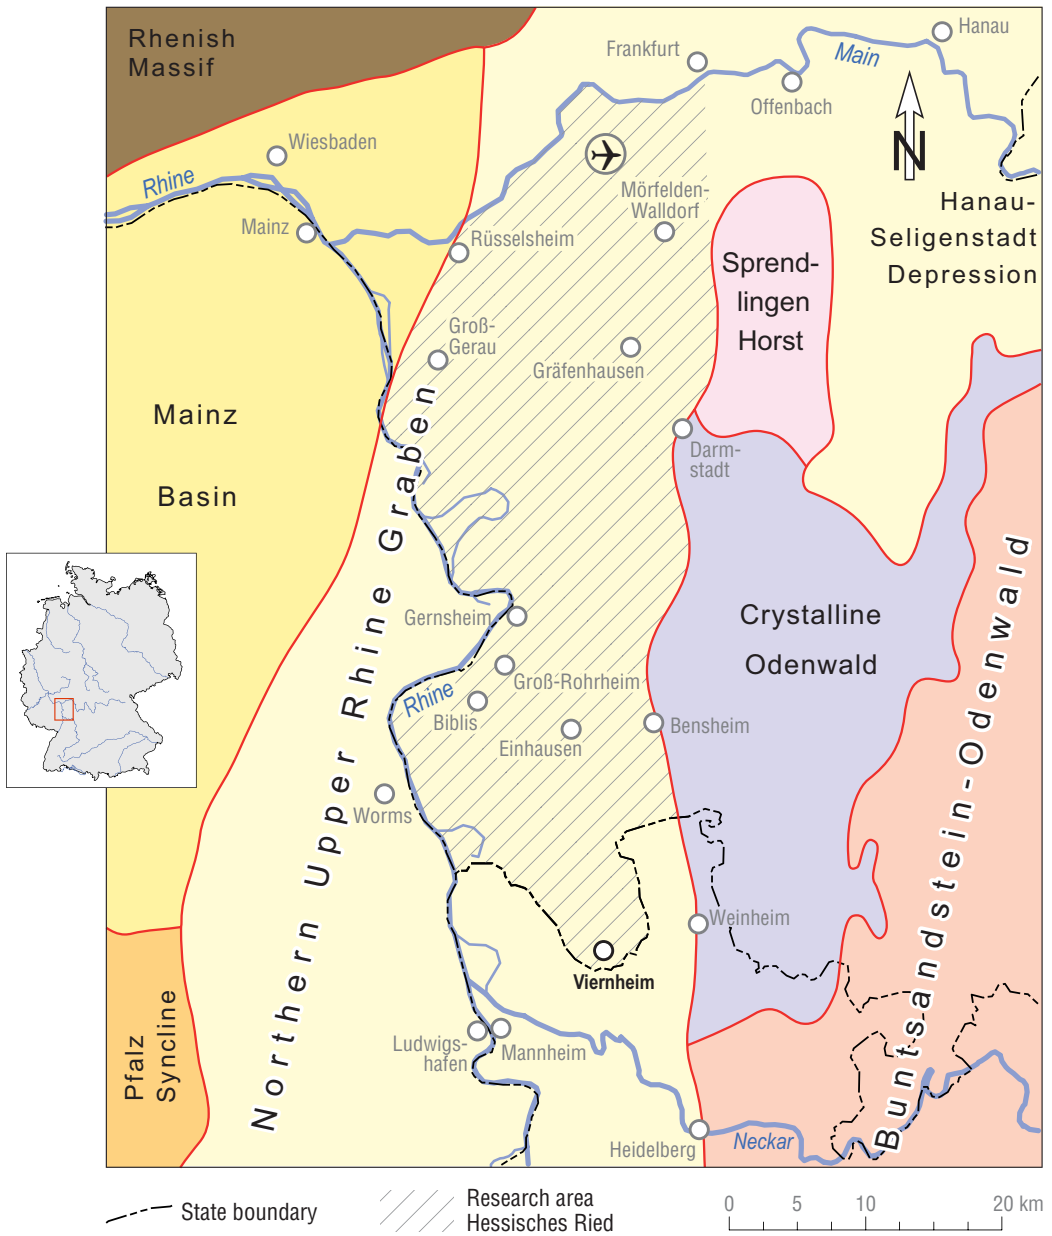 Rhenish
Massif
Frankfurt
Hanau
Main
Offenbach
Wiesbaden
Rhine
Mainz
N
Mörfelden-
Walldorf
Rüsselsheim
Hanau-
Seligenstadt
Depression
Sprend-
lingen
Horst
Groß-
Gerau
Gräfenhausen
Mainz
Basin
Darm-
stadt
Northern Upper Rhine Graben
Gernsheim
Crystalline
Odenwald
Groß-Rohrheim
Rhine
Biblis
Einhausen
Bensheim
Worms
Buntsandstein-Odenwald
Weinheim
Viernheim
Pfalz
Syncline
Ludwigs-
hafen
Mannheim
Heidelberg
Neckar
State boundary
Research area
Hessisches Ried
0 5 10 20 km